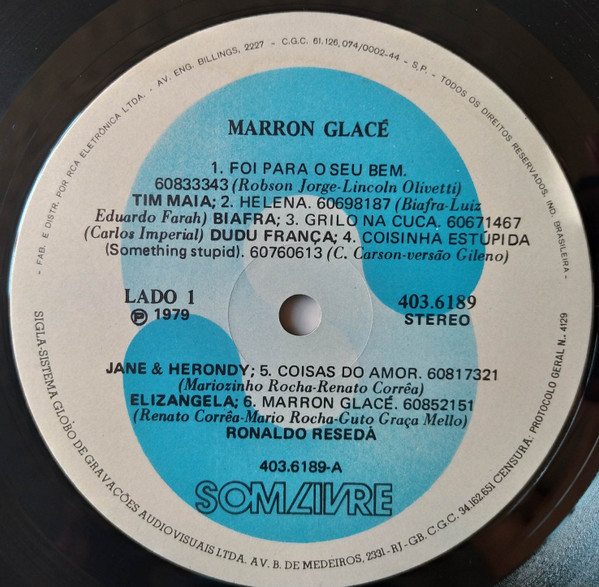 - FAB. E DISTR. POR RCA ELETRÔNICA LTDA. - AV. ENG. BILLINGS, 2227 - C.G.C. 61.126.074/0002-44 - S.P. - TODOS OS DIREITOS RESERVADOS. IND. BRASILEIRA -
MARRON GLACÉ
1. FOI PARA O SEU BEM.
60833343 (Robson Jorge-Lincoln Olivetti)
TIM MAIA; 2. HELENA. 60698187 (Biafra-Luiz
Eduardo Farah) BIAFRA; 3. GRILO NA CUCA. 60671467
(Carlos Imperial) DUDU FRANÇA; 4. COISINHA ESTÚPIDA
(Something stupid). 60760613 (C. Carson-versão Gileno)
LADO 1
℗ 1979
403.6189
STEREO
JANE & HERONDY; 5. COISAS DO AMOR. 60817321
(Mariozinho Rocha-Renato Corrêa)
ELIZANGELA; 6. MARRON GLACÉ. 60852151
(Renato Corrêa-Mario Rocha-Guto Graça Mello)
RONALDO RESEDÁ
403.6189-A
SOM LIVRE
SIGLA-SISTEMA GLOBO DE GRAVAÇÕES AUDIOVISUAIS LTDA. AV. B. DE MEDEIROS, 2331-RJ-GB. C.G.C. 34.162.651 CENSURA: PROTOCOLO GERAL N.. 4129